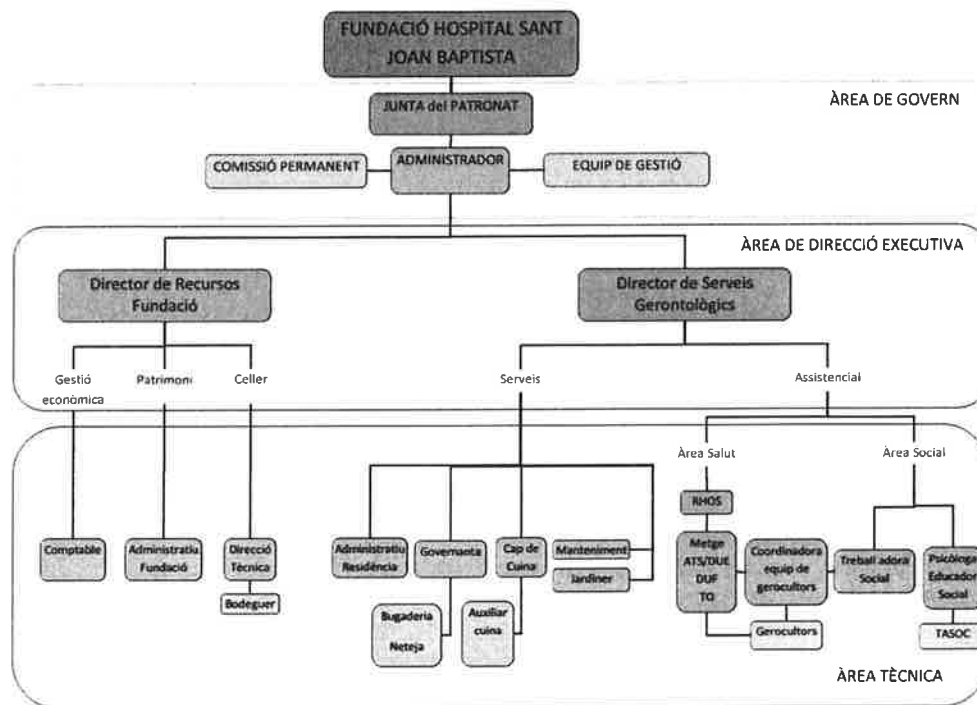 FUNDACIÓ HOSPITAL SANT
JOAN BAPTISTA
ÀREA DE GOVERN
JUNTA del PATRONAT
COMISSIÓ PERMANENT
ADMINISTRADOR
EQUIP DE GESTIÓ
ÀREA DE DIRECCIÓ EXECUTIVA
Director de Recursos
Fundació
Director de Serveis
Gerontològics
Gestió
econòmica
Patrimoni
Celler
Serveis
Assistencial
Àrea Salut
Àrea Social
RHOS
Comptable
Administratiu
Fundació
Direcció
Tècnica
Bodeguer
Administratiu
Residència
Governanta
Cap de
Cuina
Manteniment
Jardiner
Bugaderia
Neteja
Auxiliar
cuina
Metge
ATS/DUE
DUF
TO
Coordinadora
equip de
gerocultors
Gerocultors
Treballadora
Social
Psicóloga
Educador
Social
TASOC
ÀREA TÈCNICA